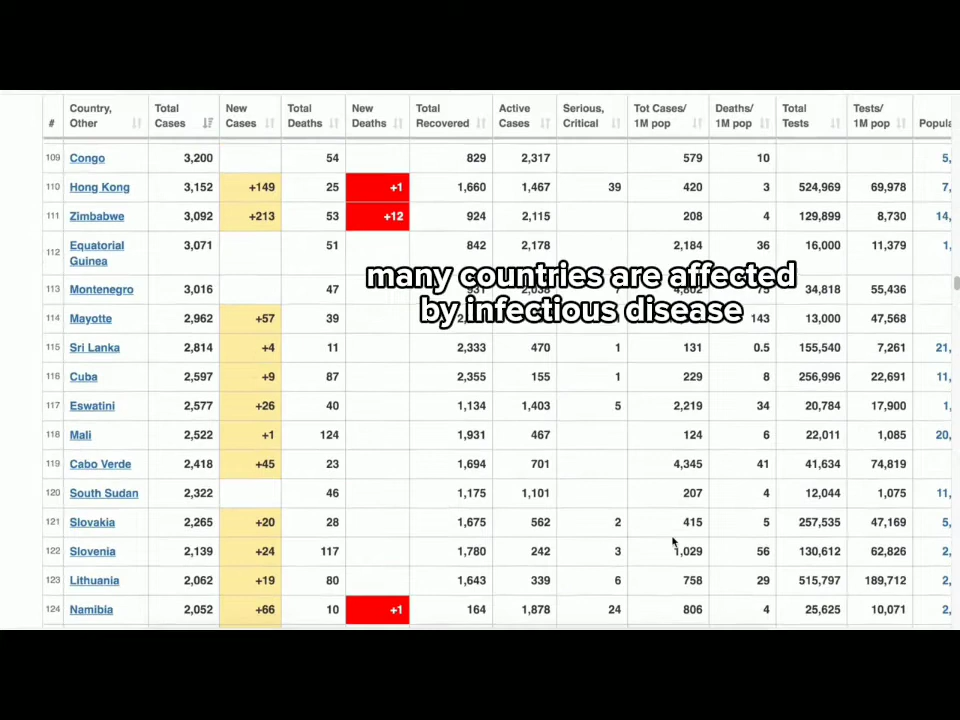 # Country, Other Total Cases New Cases Total Deaths New Deaths Total Recovered Active Cases Serious, Critical Tot Cases/ 1M pop Deaths/ 1M pop Total Tests Tests/ 1M pop
109 Congo 3,200 54 829 2,317 579 10 5,
110 Hong Kong 3,152 +149 25 +1 1,660 1,467 39 420 3 524,969 69,978 7,
111 Zimbabwe 3,092 +213 53 +12 924 2,115 208 4 129,899 8,730 14,
112 Equatorial Guinea 3,071 51 842 2,178 2,184 36 16,000 11,379 1,
many countries are affected
by infectious disease
113 Montenegro 3,016 47 34,818 55,436
114 Mayotte 2,962 +57 39 143 13,000 47,568
115 Sri Lanka 2,814 +4 11 2,333 470 1 131 0.5 155,540 7,261 21,
116 Cuba 2,597 +9 87 2,355 155 1 229 8 256,996 22,691 11,
117 Eswatini 2,577 +26 40 1,134 1,403 5 2,219 34 20,784 17,900 1,
118 Mali 2,522 +1 124 1,931 467 124 6 22,011 1,085 20,
119 Cabo Verde 2,418 +45 23 1,694 701 4,345 41 41,634 74,819
120 South Sudan 2,322 46 1,175 1,101 207 4 12,044 1,075 11,
121 Slovakia 2,265 +20 28 1,675 562 2 415 5 257,535 47,169 5,
122 Slovenia 2,139 +24 117 1,780 242 3 1,029 56 130,612 62,826 2,
123 Lithuania 2,062 +19 80 1,643 339 6 758 29 515,797 189,712 2,
124 Namibia 2,052 +66 10 +1 164 1,878 24 806 4 25,625 10,071 2,